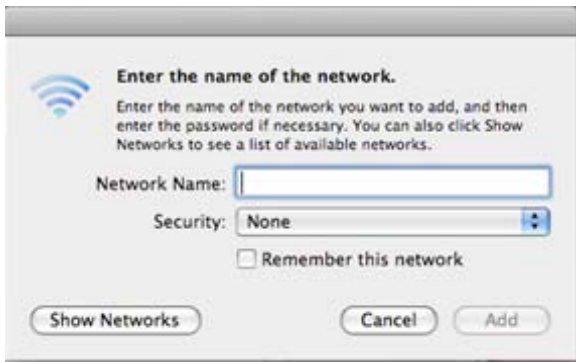 Enter the name of the network.
Enter the name of the network you want to add, and then
enter the password if necessary. You can also click Show
Networks to see a list of available networks.
Network Name:
Security: None
Remember this network
Show Networks Cancel Add